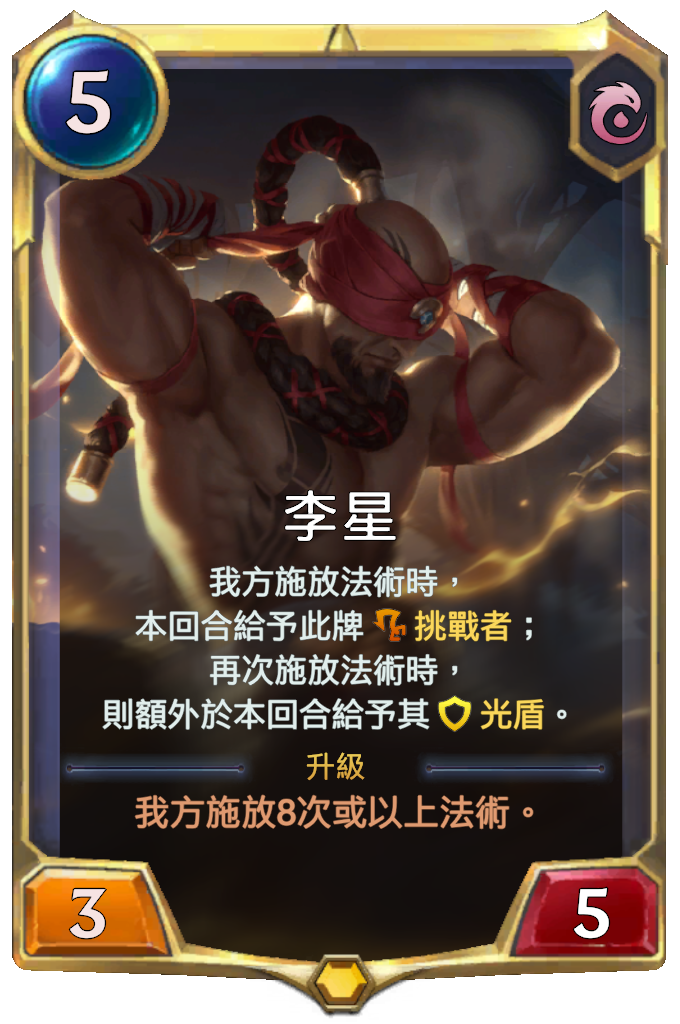 5
李星
我方施放法術時，
本回合給予此牌 挑戰者；
再次施放法術時，
則額外於本回合給予其 光盾。
升級
我方施放8次或以上法術。
3
5